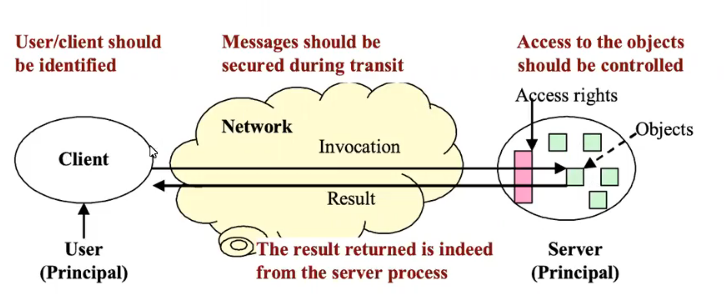 User/client should
be identified
Messages should be
secured during transit
Access to the objects
should be controlled
Access rights
Network
Objects
Client
Invocation
Result
User
(Principal)
The result returned is indeed
from the server process
Server
(Principal)